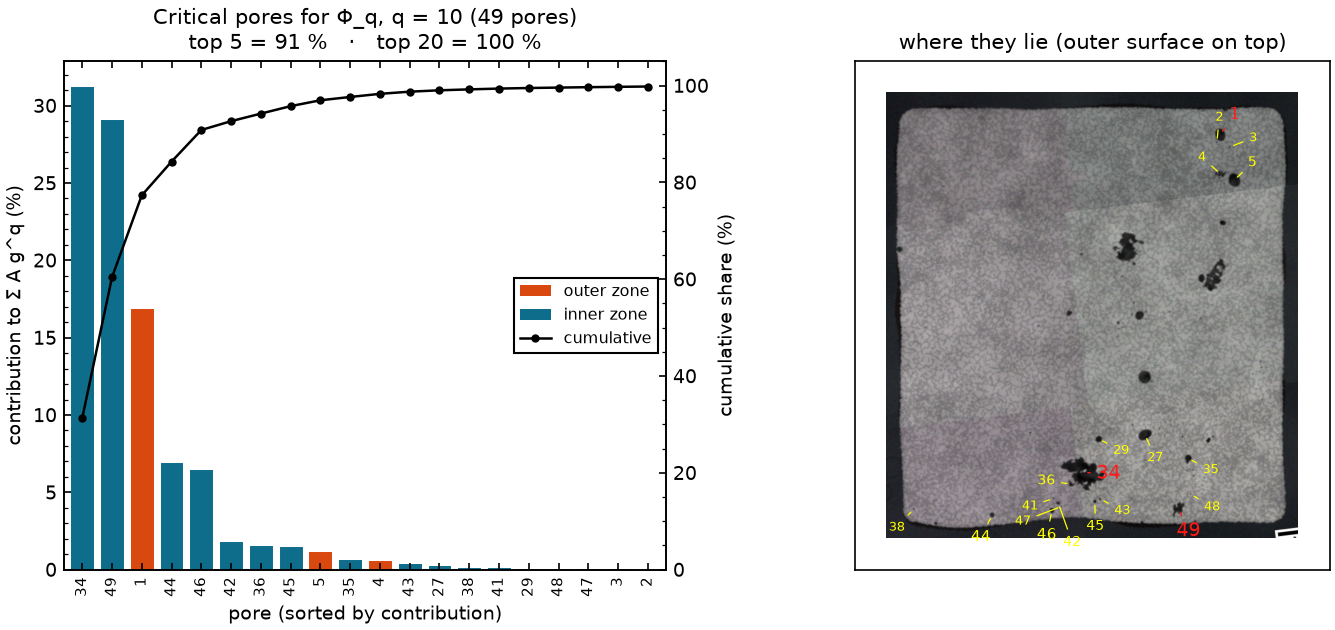 Critical pores for Φ_q, q = 10 (49 pores)
top 5 = 91 %   ·   top 20 = 100 %
contribution to Σ A g^q (%)
30
25
20
15
10
5
0
100
80
60
40
20
0
cumulative share (%)
outer zone
inner zone
cumulative
34 49 1 44 46 42 36 45 5 35 4 43 27 38 41 29 48 47 3 2
pore (sorted by contribution)
where they lie (outer surface on top)
2 1
3
4 5
29 27
35
34
36
41 43 48
47
38 44 46 42 45 49